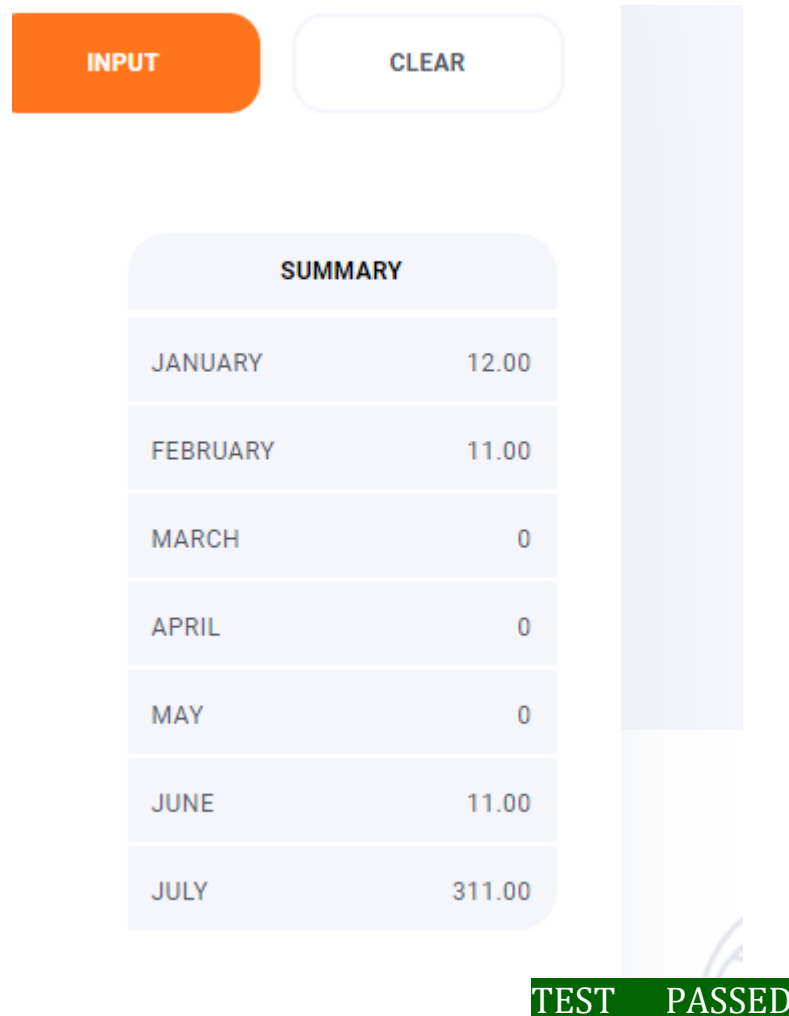 INPUT CLEAR
SUMMARY
JANUARY 12.00
FEBRUARY 11.00
MARCH 0
APRIL 0
MAY 0
JUNE 11.00
JULY 311.00
TEST PASSED